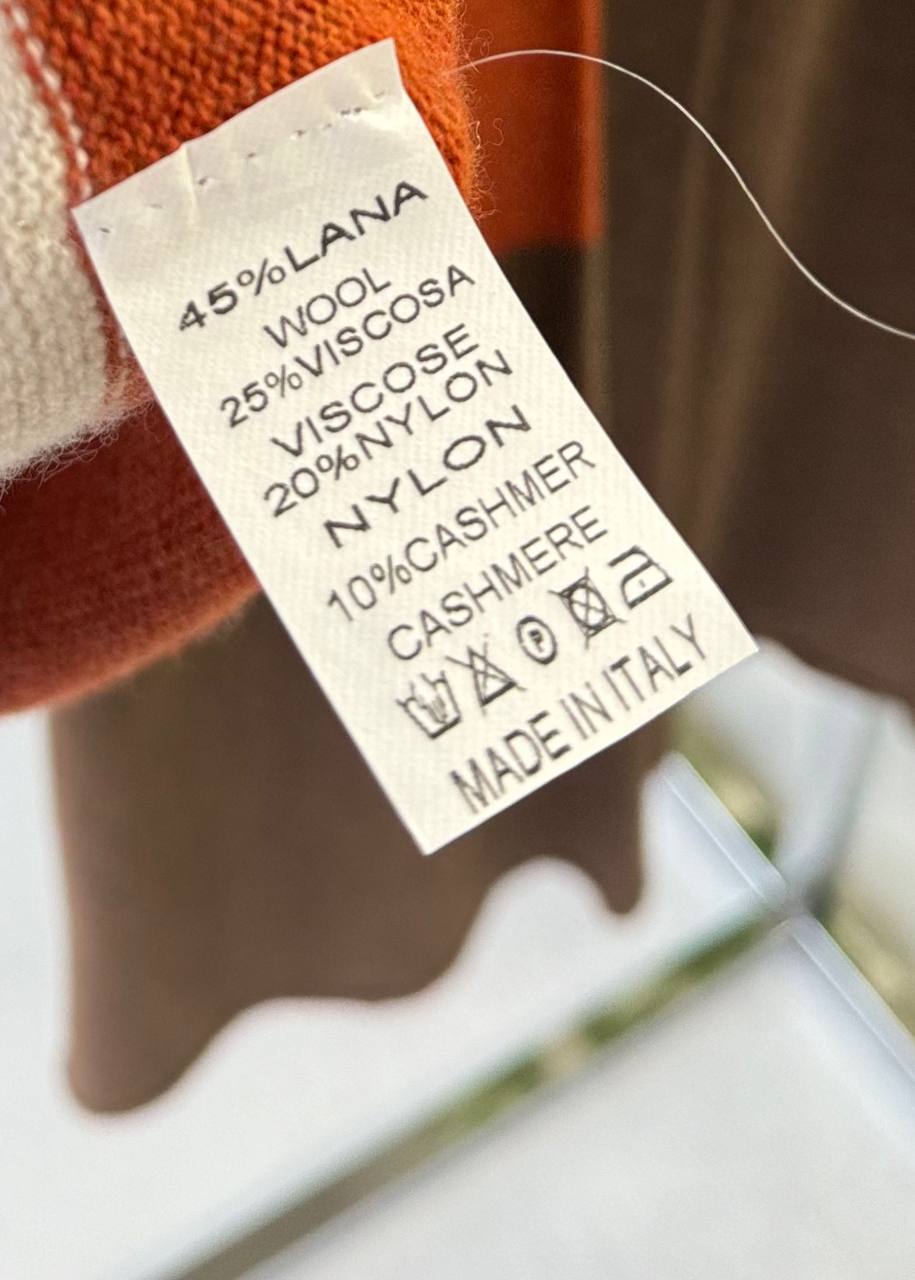 45%LANA
WOOL
25%VISCOSA
VISCOSE
20%NYLON
NYLON
10%CASHMER
CASHMERE
P
MADE IN ITALY